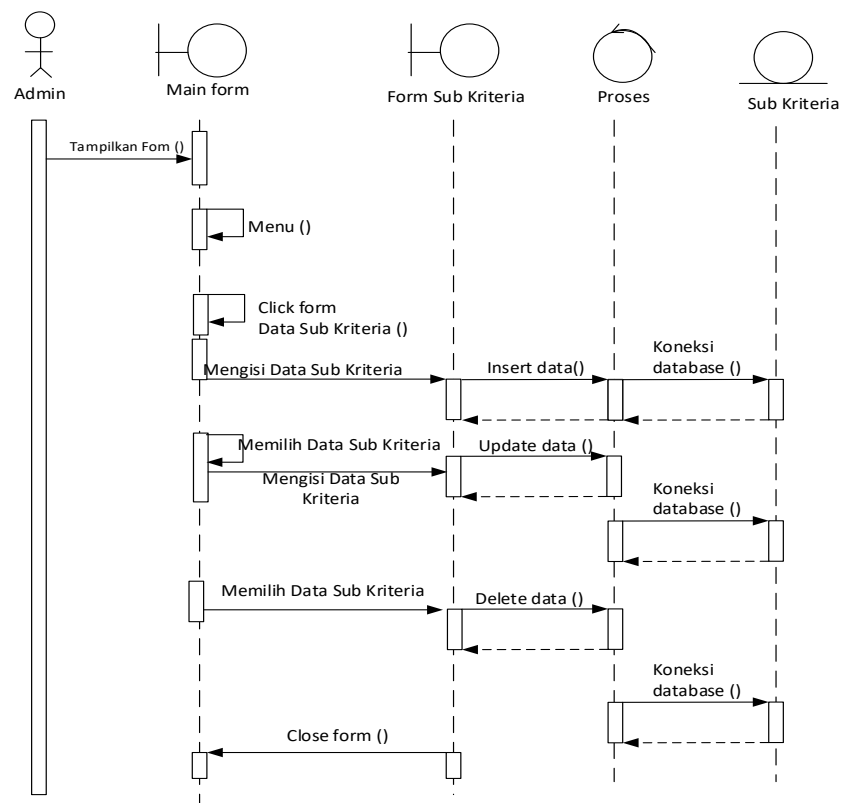 Admin
Main form
Form Sub Kriteria
Proses
Sub Kriteria
Tampilkan Fom ()
Menu ()
Click form
Data Sub Kriteria ()
Mengisi Data Sub Kriteria
Insert data()
Koneksi
database ()
Memilih Data Sub Kriteria
Update data ()
Mengisi Data Sub
Kriteria
Koneksi
database ()
Memilih Data Sub Kriteria
Delete data ()
Koneksi
database ()
Close form ()